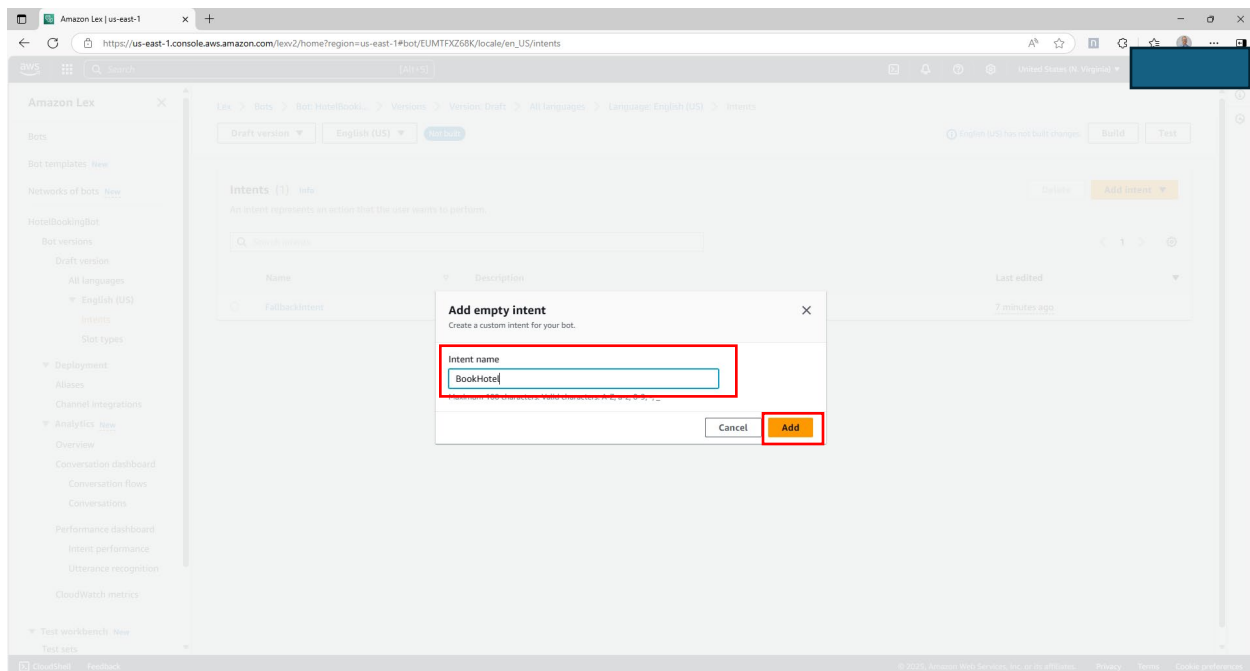 Amazon Lex | us-east-1
https://us-east-1.console.aws.amazon.com/lexv2/home?region=us-east-1#bot/EUMTFXZ68K/locale/en_US/intents
aws
Search
[Alt+S]
United States (N. Virginia)
Amazon Lex
Lex > Bots > Bot: HotelBooki... > Versions > Version: Draft > All languages > Language: English (US) > Intents
Bots
Draft version
English (US)
Not built
English (US) has not built changes
Build
Test
Bot templates New
Networks of bots New
Intents (1) Info
Delete
Add intent
An intent represents an action that the user wants to perform.
HotelBookingBot
Bot versions
Search intents
1
Draft version
All languages
Name
Description
Last edited
English (US)
FallbackIntent
7 minutes ago
Intents
Slot types
Add empty intent
Create a custom intent for your bot.
Intent name
BookHotel
Maximum 100 characters. Valid characters: A-Z, a-z, 0-9, -, _
Cancel
Add
Deployment
Aliases
Channel integrations
Analytics New
Overview
Conversation dashboard
Conversation flows
Conversations
Performance dashboard
Intent performance
Utterance recognition
CloudWatch metrics
Test workbench New
Test sets
CloudShell
Feedback
© 2025, Amazon Web Services, Inc. or its affiliates.
Privacy
Terms
Cookie preferences